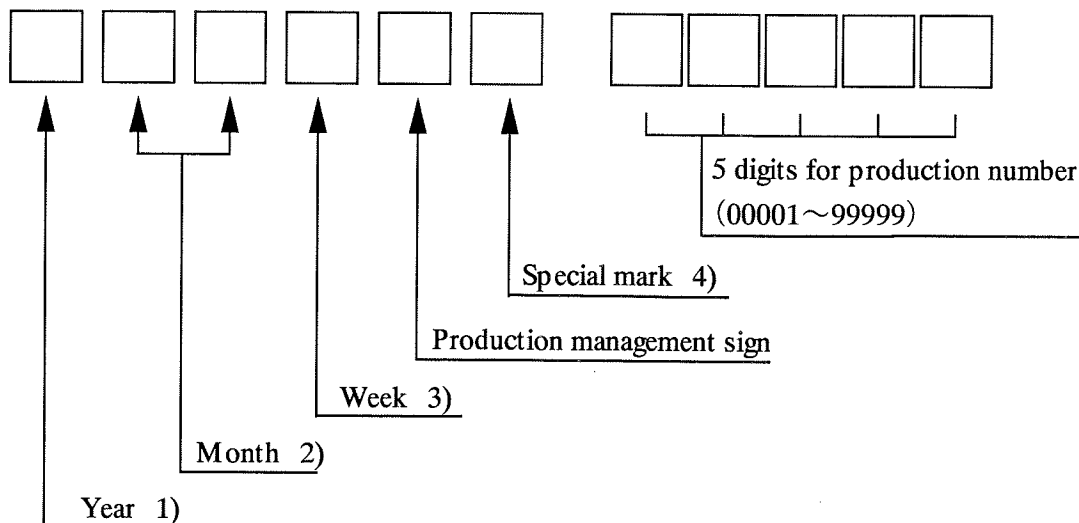 5 digits for production number
（00001～99999）
Special mark 4)
Production management sign
Week 3)
Month 2)
Year 1)